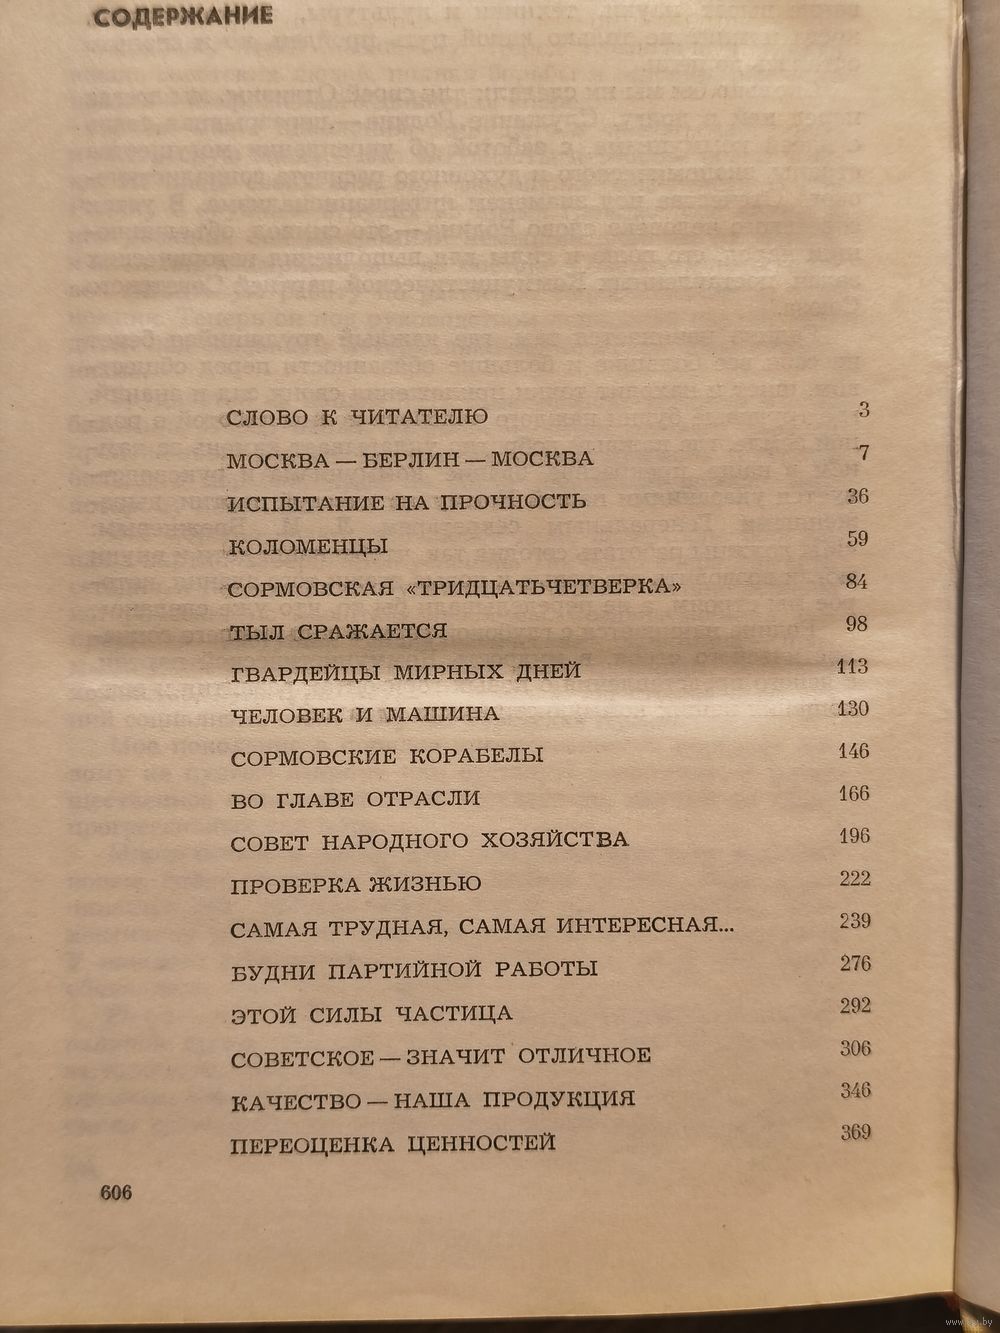 СОДЕРЖАНИЕ
СЛОВО К ЧИТАТЕЛЮ 3
МОСКВА — БЕРЛИН — МОСКВА 7
ИСПЫТАНИЕ НА ПРОЧНОСТЬ 36
КОЛОМЕНЦЫ 59
СОРМОВСКАЯ «ТРИДЦАТЬЧЕТВЕРКА» 84
ТЫЛ СРАЖАЕТСЯ 98
ГВАРДЕЙЦЫ МИРНЫХ ДНЕЙ 113
ЧЕЛОВЕК И МАШИНА 130
СОРМОВСКИЕ КОРАБЕЛЫ 146
ВО ГЛАВЕ ОТРАСЛИ 166
СОВЕТ НАРОДНОГО ХОЗЯЙСТВА 196
ПРОВЕРКА ЖИЗНЬЮ 222
САМАЯ ТРУДНАЯ, САМАЯ ИНТЕРЕСНАЯ... 239
БУДНИ ПАРТИЙНОЙ РАБОТЫ 276
ЭТОЙ СИЛЫ ЧАСТИЦА 292
СОВЕТСКОЕ — ЗНАЧИТ ОТЛИЧНОЕ 306
КАЧЕСТВО — НАША ПРОДУКЦИЯ 346
ПЕРЕОЦЕНКА ЦЕННОСТЕЙ 369
606